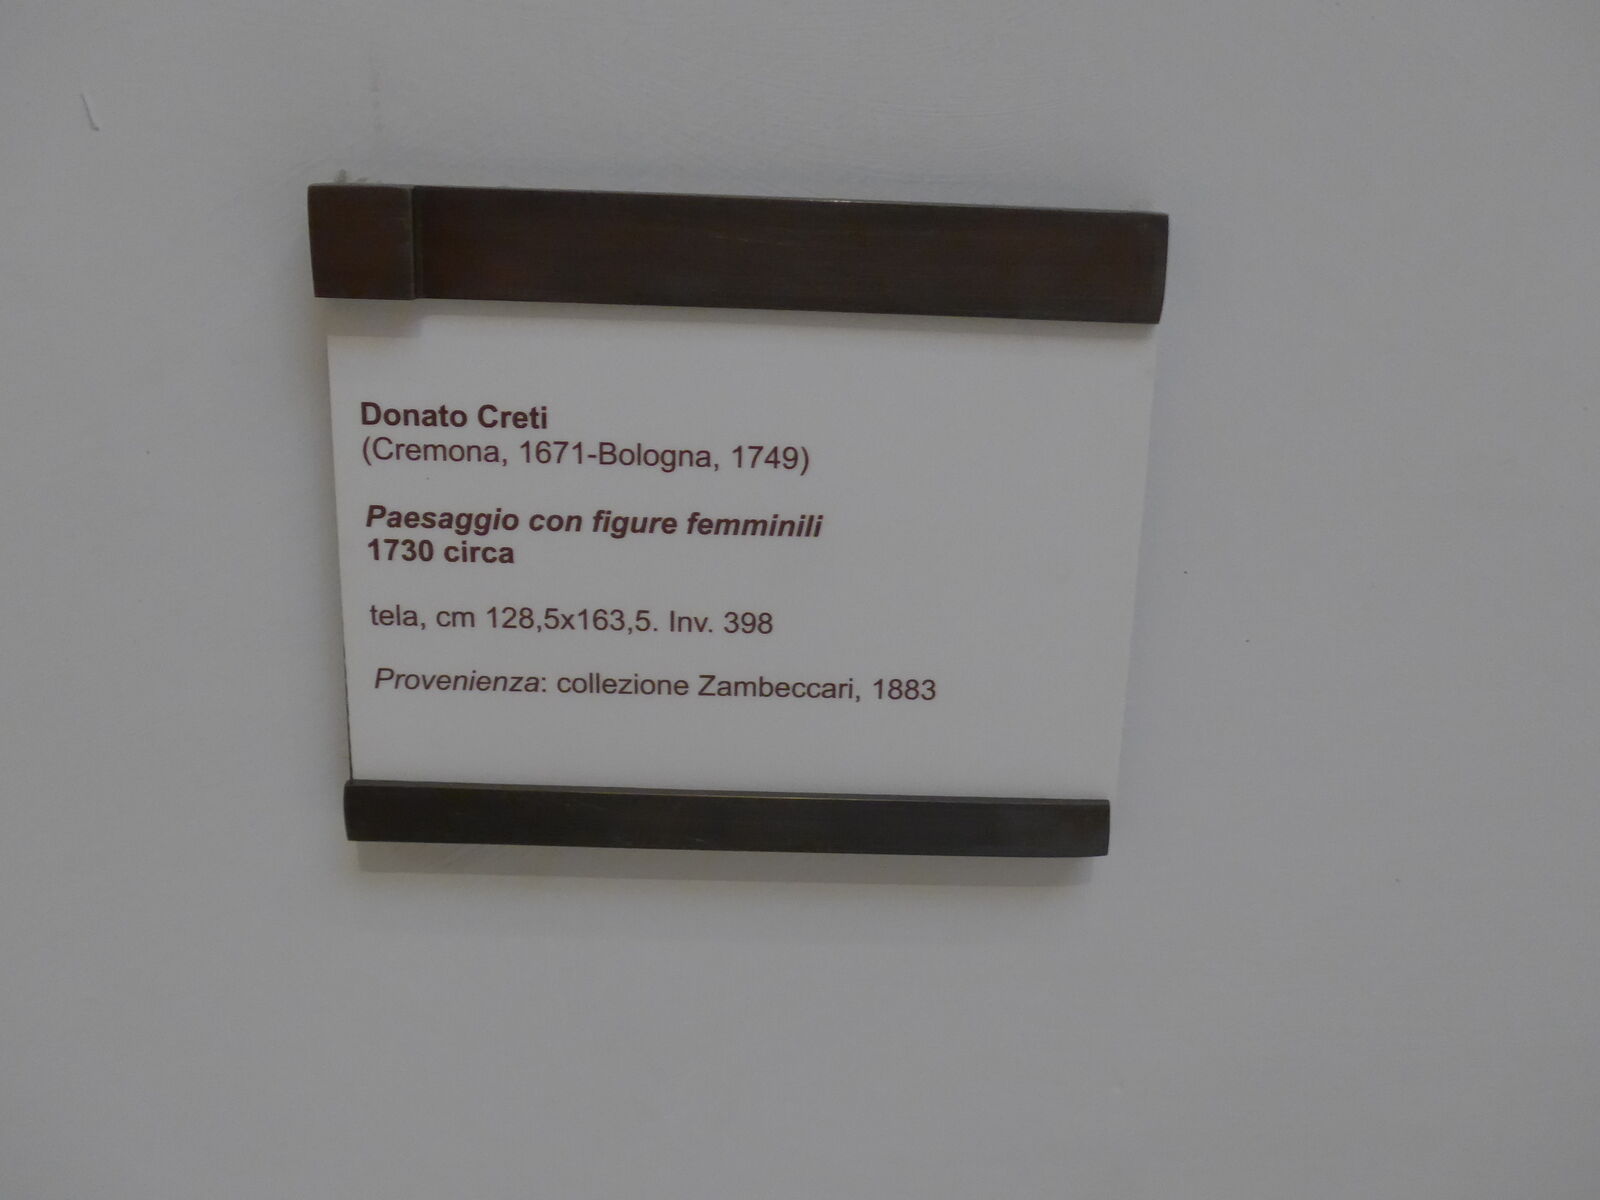 Donato Creti
(Cremona, 1671-Bologna, 1749)
Paesaggio con figure femminili
1730 circa
tela, cm 128,5x163,5. Inv. 398
Provenienza: collezione Zambeccari, 1883